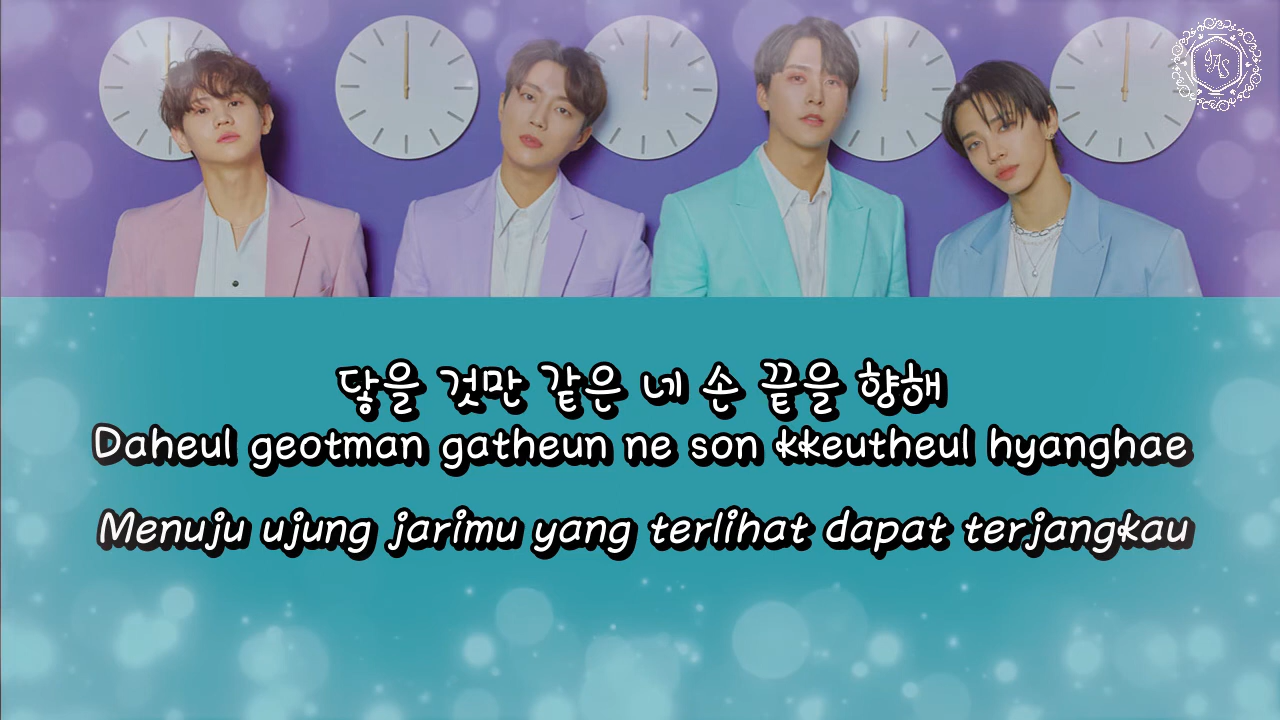 닿을 것만 같은 네 손 끝을 향해
Daheul geotman gatheun ne son kkeutheul hyanghae
Menuju ujung jarimu yang terlihat dapat terjangkau